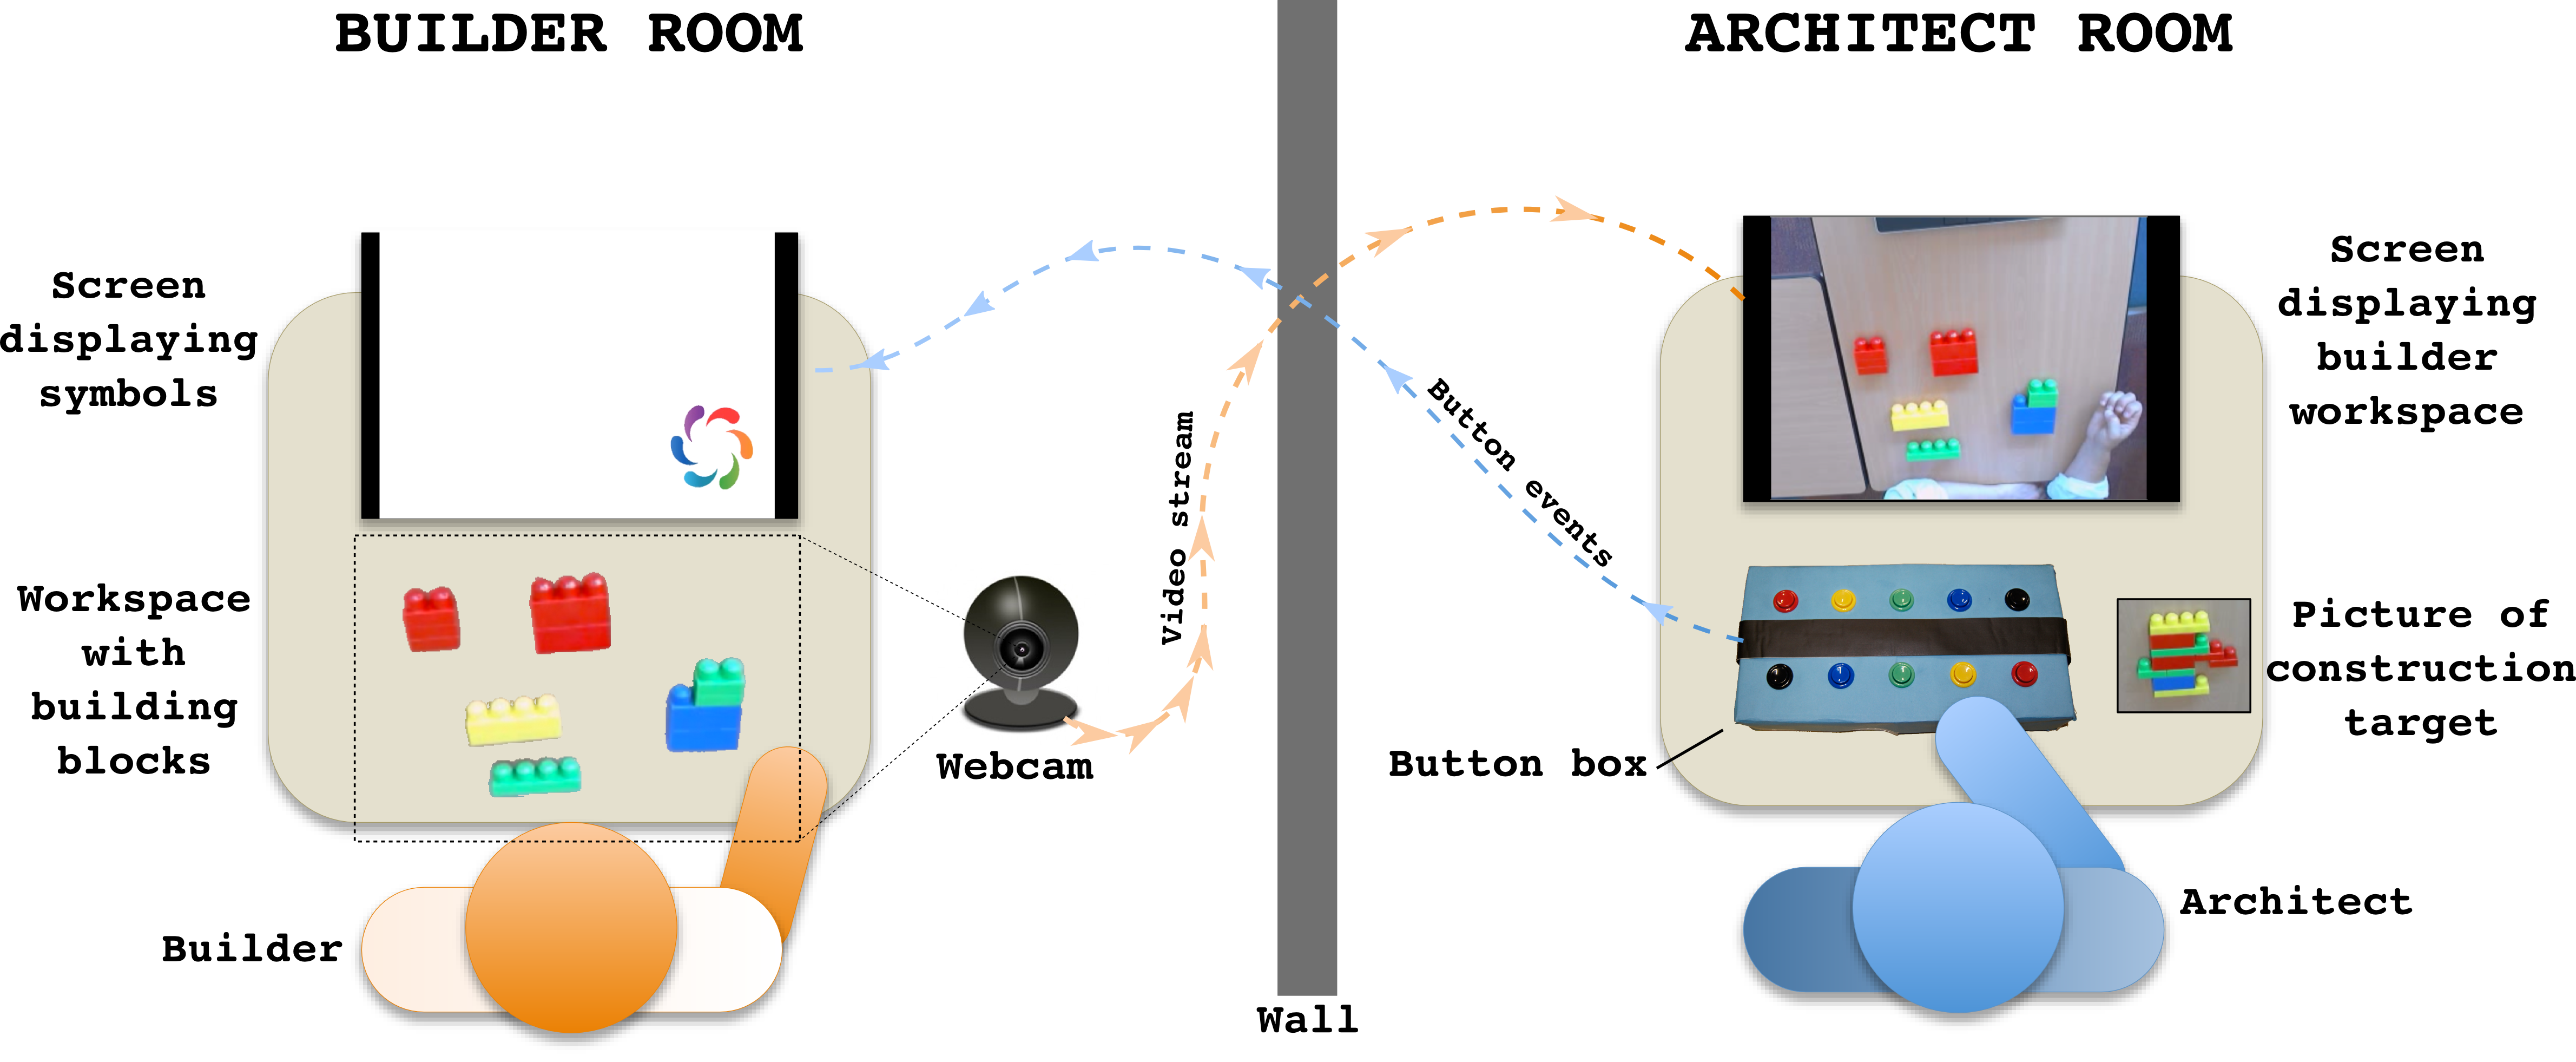 BUILDER ROOM
ARCHITECT ROOM
Screen
displaying
symbols
Workspace
with
building
blocks
Builder
Webcam
Video stream
Wall
Button events
Button box
Screen
displaying
builder
workspace
Picture of
construction
target
Architect